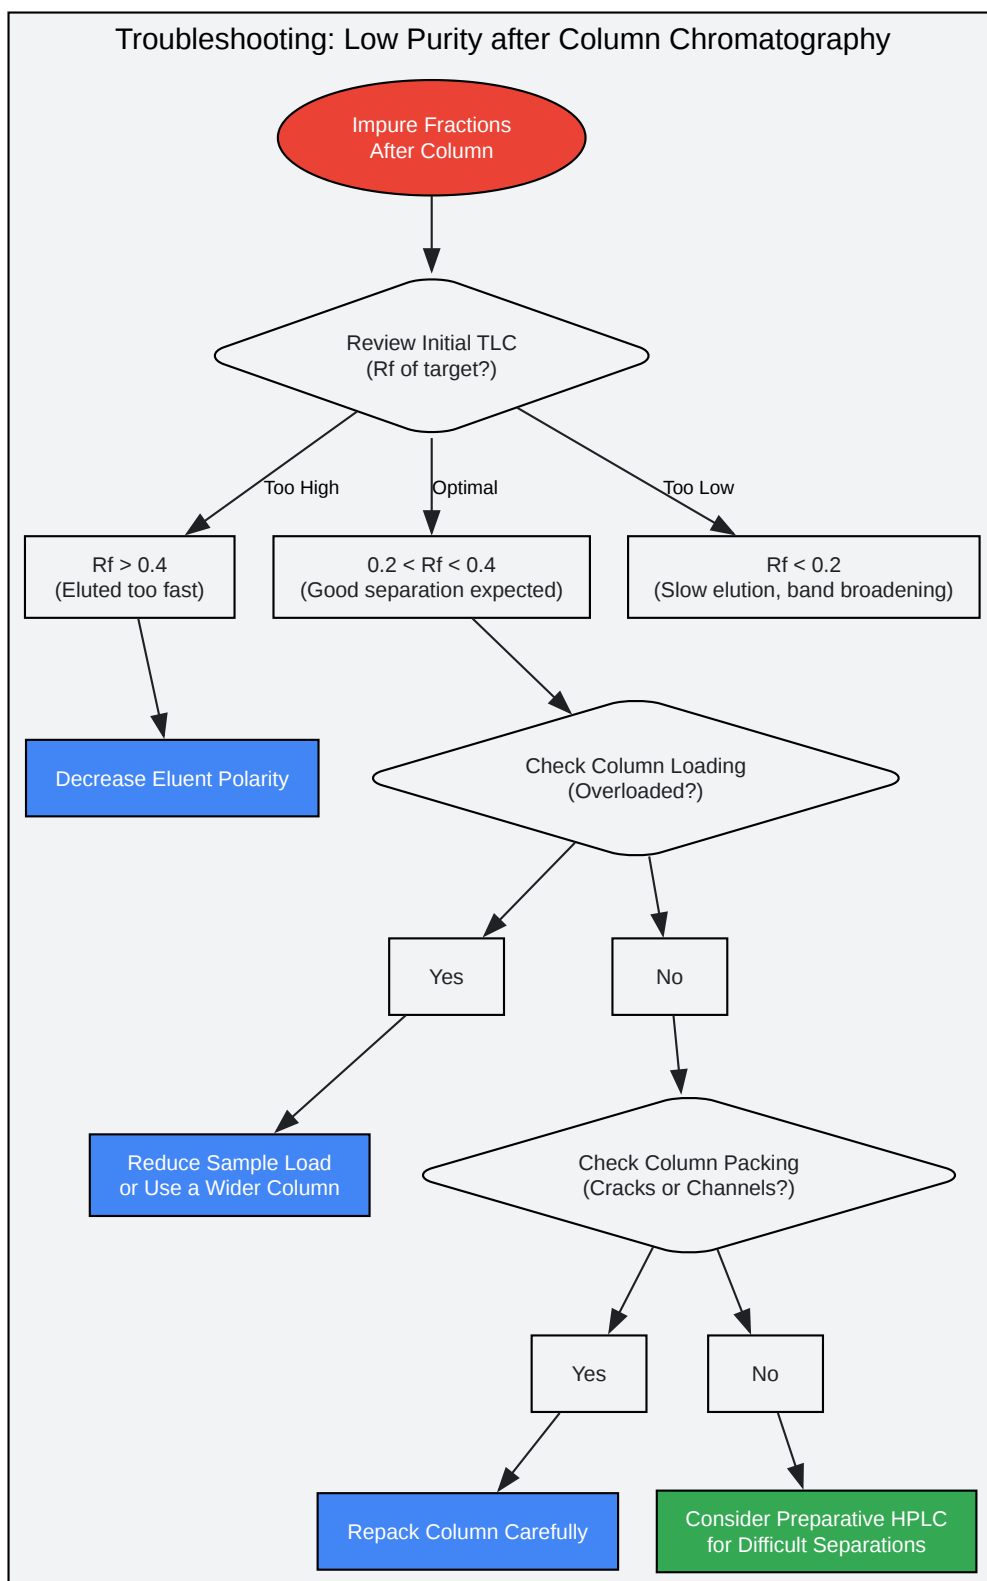 Troubleshooting: Low Purity after Column Chromatography
Impure Fractions
After Column
Review Initial TLC
(Rf of target?)
Too High
Optimal
Too Low
Rf > 0.4
(Eluted too fast)
0.2 < Rf < 0.4
(Good separation expected)
Rf < 0.2
(Slow elution, band broadening)
Decrease Eluent Polarity
Check Column Loading
(Overloaded?)
Yes
No
Reduce Sample Load
or Use a Wider Column
Check Column Packing
(Cracks or Channels?)
Yes
No
Repack Column Carefully
Consider Preparative HPLC
for Difficult Separations